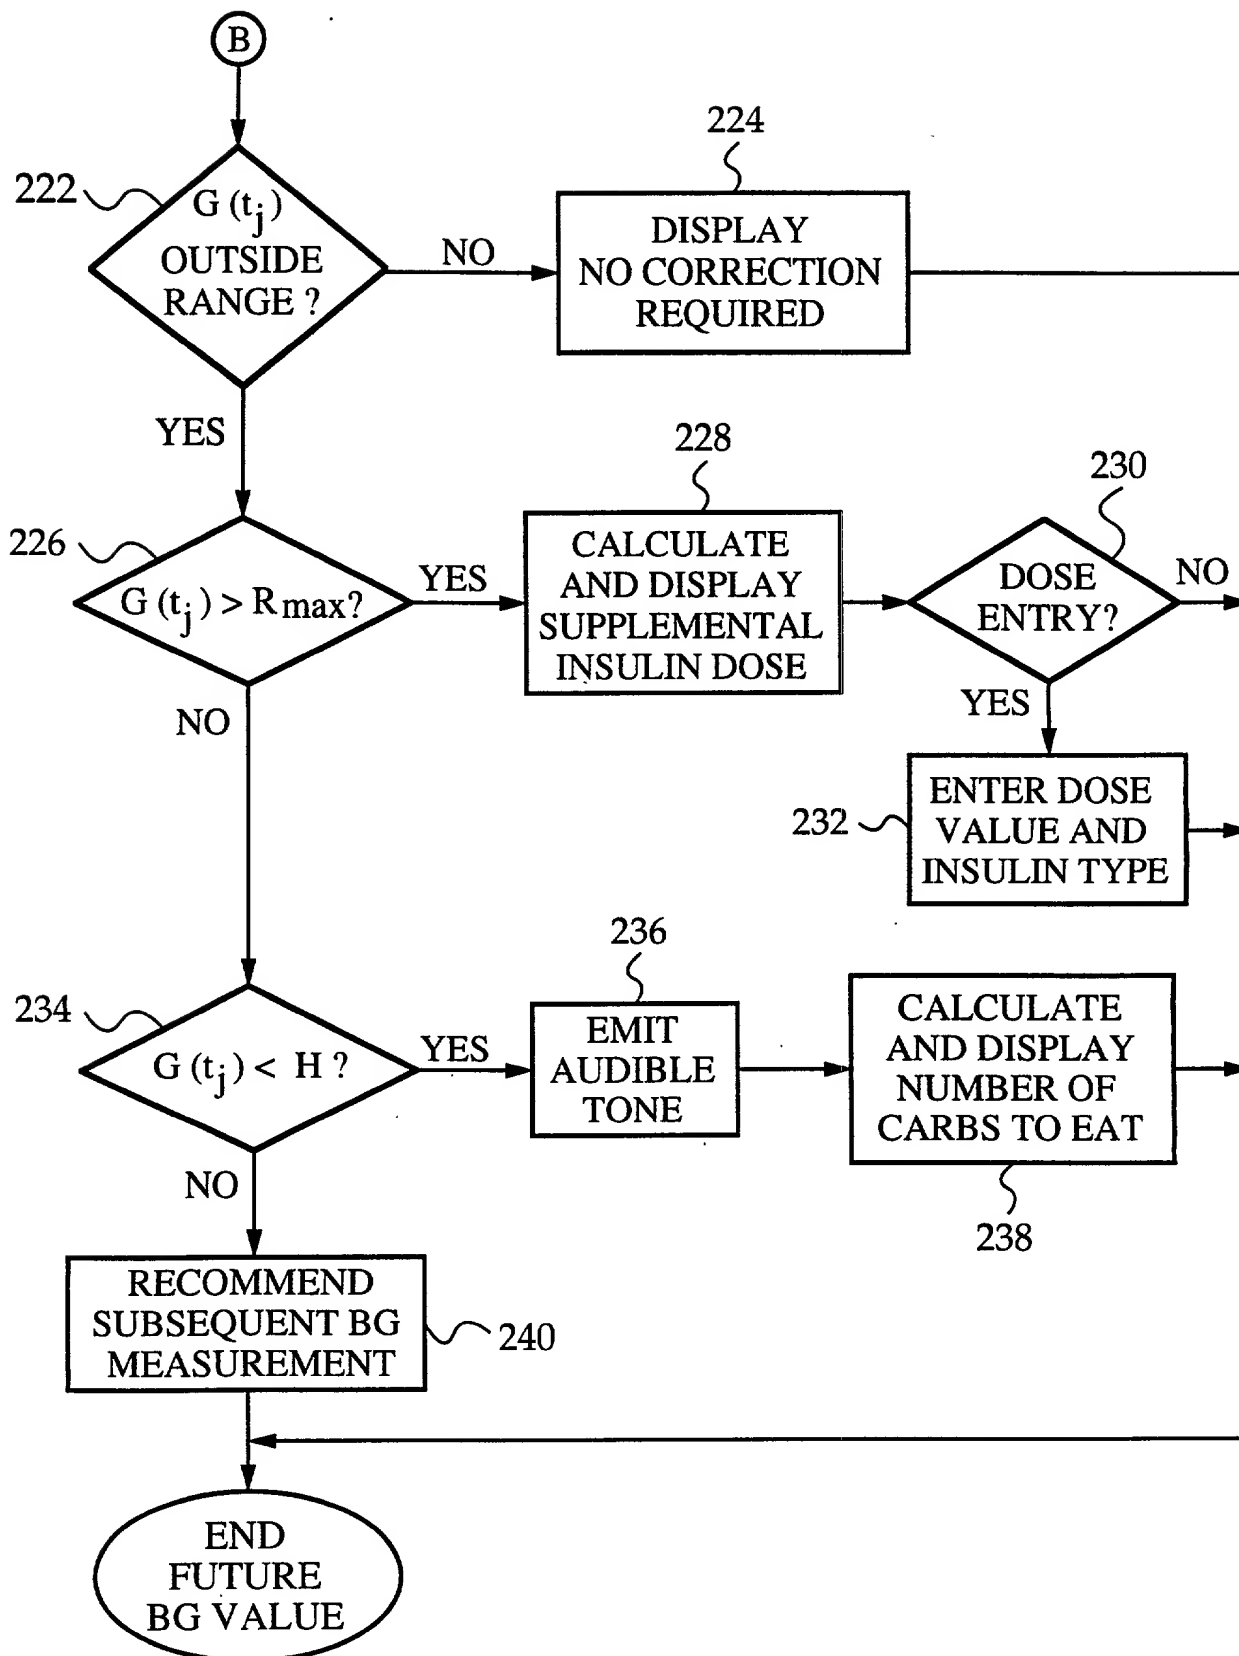 B
222
G (tj)
OUTSIDE
RANGE ?
NO
224
DISPLAY
NO CORRECTION
REQUIRED
YES
226
G (tj) > Rmax?
YES
228
CALCULATE
AND DISPLAY
SUPPLEMENTAL
INSULIN DOSE
230
DOSE
ENTRY?
NO
YES
232
ENTER DOSE
VALUE AND
INSULIN TYPE
NO
234
G (tj) < H ?
YES
236
EMIT
AUDIBLE
TONE
CALCULATE
AND DISPLAY
NUMBER OF
CARBS TO EAT
238
NO
RECOMMEND
SUBSEQUENT BG
MEASUREMENT
240
END
FUTURE
BG VALUE